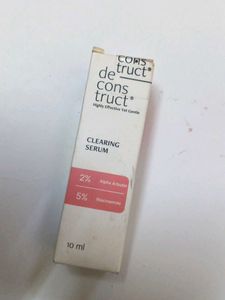 cons
truct®
de
cons
truct®
Highly Effective Yet Gentle
CLEARING
SERUM
2% Alpha Arbutin
5% Niacinamide
10 ml